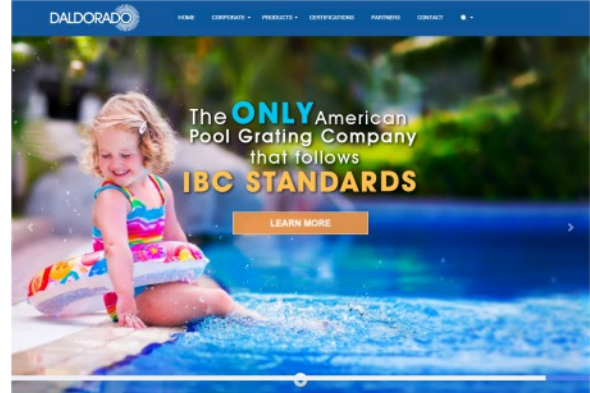 DALDORADO
HOME CORPORATE PRODUCTS CERTIFICATIONS PARTNERS CONTACT
The ONLY American
Pool Grating Company
that follows
IBC STANDARDS
LEARN MORE